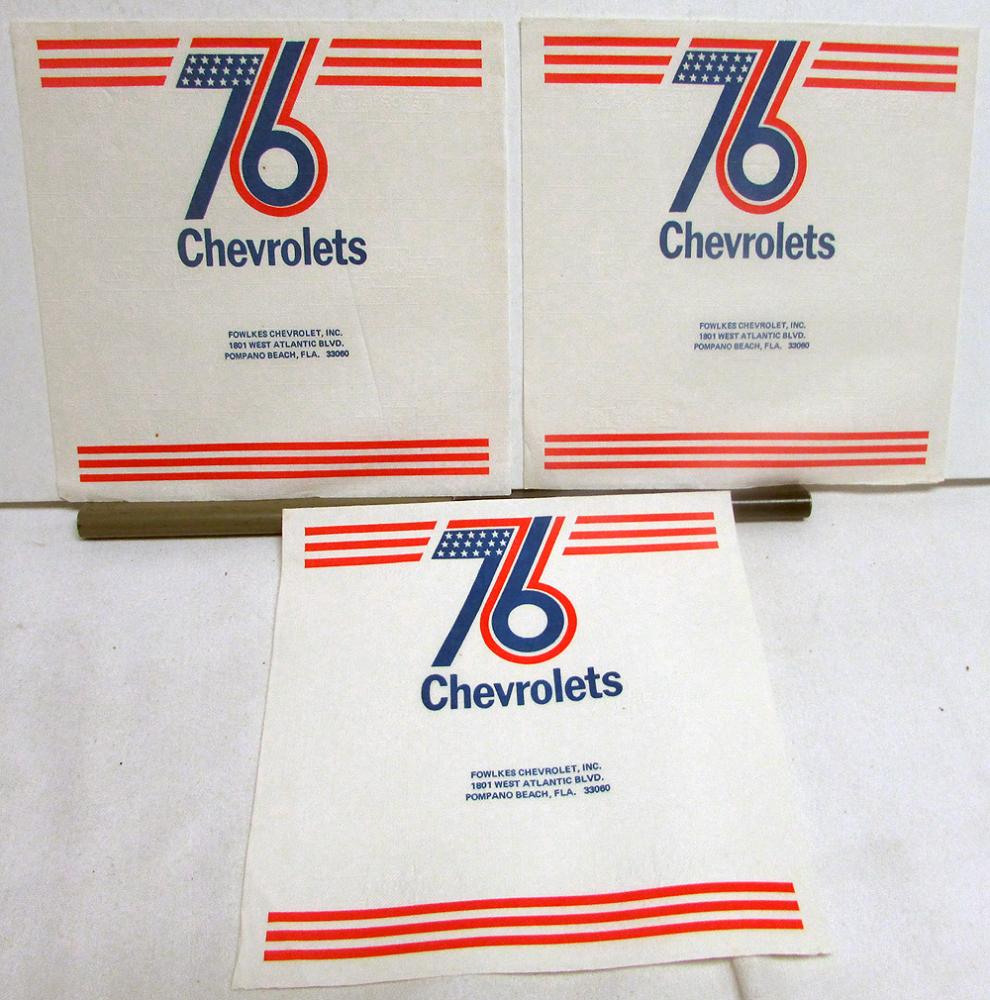 76
Chevrolets
FOWLKES CHEVROLET, INC.
1801 WEST ATLANTIC BLVD.
POMPANO BEACH, FLA. 33060
76
Chevrolets
FOWLKES CHEVROLET, INC.
1801 WEST ATLANTIC BLVD.
POMPANO BEACH, FLA. 33060
76
Chevrolets
FOWLKES CHEVROLET, INC.
1801 WEST ATLANTIC BLVD.
POMPANO BEACH, FLA. 33060